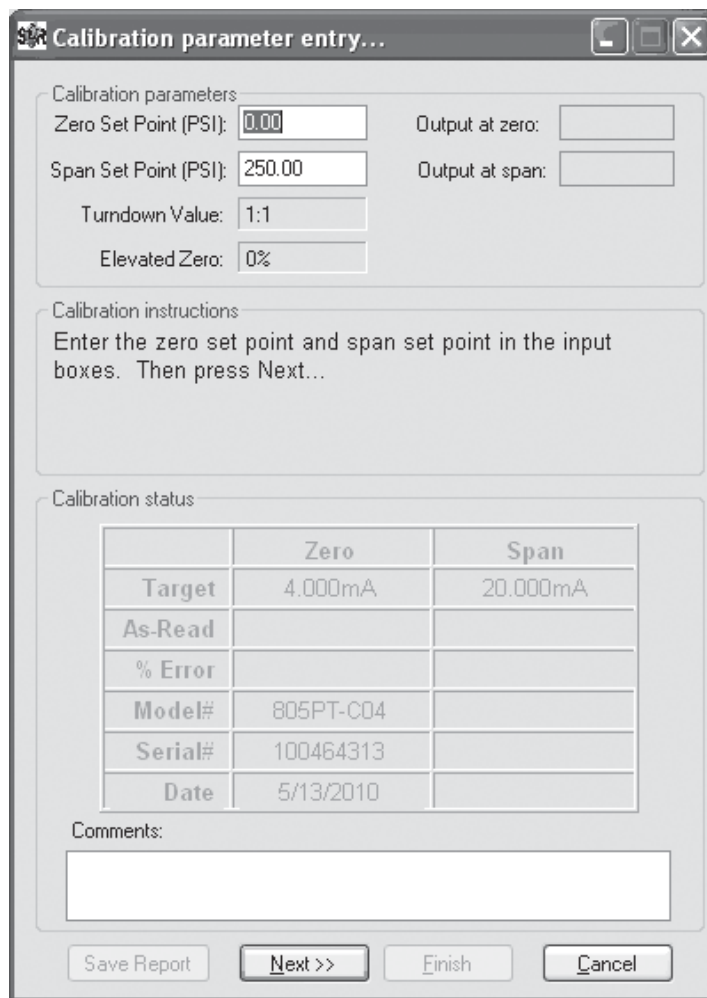 SOR Calibration parameter entry...
Calibration parameters
Zero Set Point (PSI): 0.00 Output at zero:
Span Set Point (PSI): 250.00 Output at span:
Turndown Value: 1:1
Elevated Zero: 0%
Calibration instructions
Enter the zero set point and span set point in the input
boxes. Then press Next...
Calibration status
Zero Span
Target 4.000mA 20.000mA
As-Read
% Error
Model# 805PT-C04
Serial# 100464313
Date 5/13/2010
Comments:
Save Report Next >> Finish Cancel